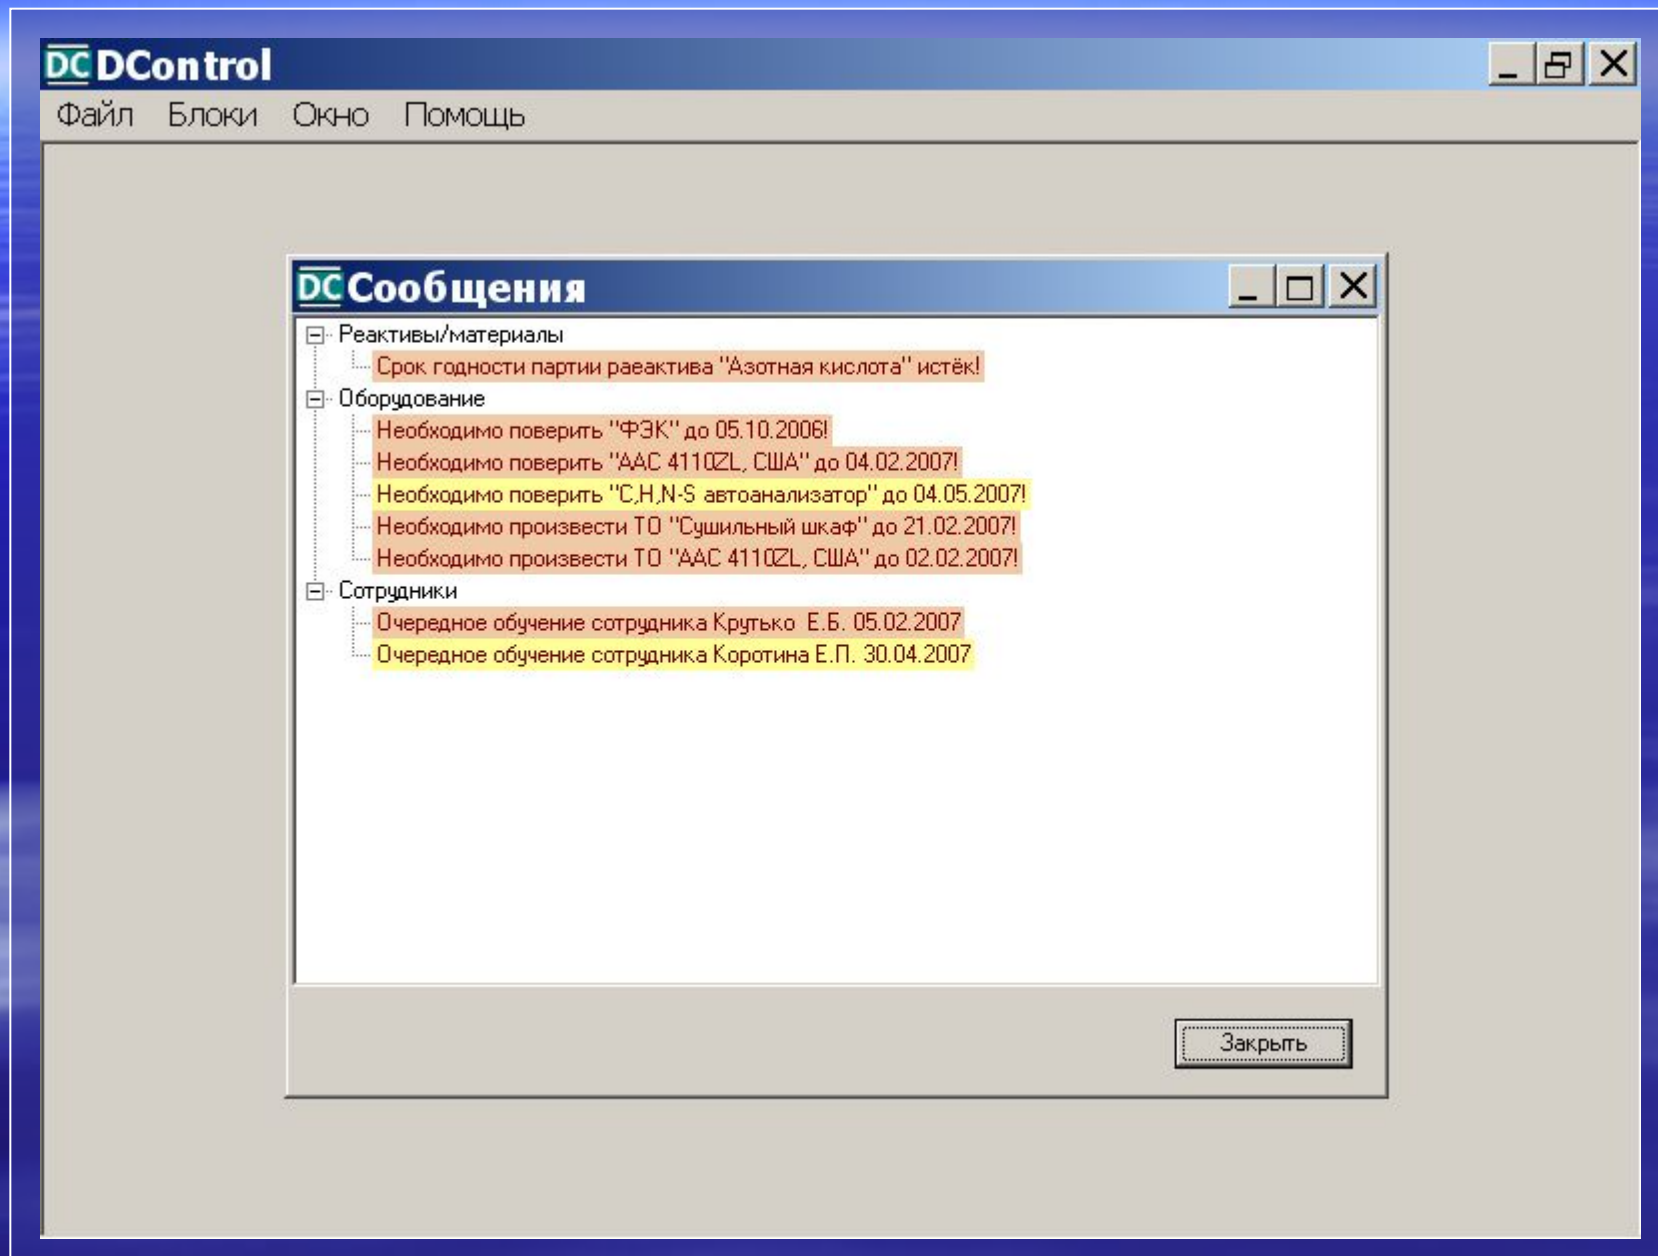 DC DControl
Файл Блоки Окно Помощь
DC Сообщения
Реактивы/материалы
Срок годности партии раеактива "Азотная кислота" истёк!
Оборудование
Необходимо поверить "ФЭК" до 05.10.2006!
Необходимо поверить "ААС 4110ZL, США" до 04.02.2007!
Необходимо поверить "C,H,N-S автоанализатор" до 04.05.2007!
Необходимо произвести ТО "Сушильный шкаф" до 21.02.2007!
Необходимо произвести ТО "ААС 4110ZL, США" до 02.02.2007!
Сотрудники
Очередное обучение сотрудника Крутько Е.Б. 05.02.2007
Очередное обучение сотрудника Коротина Е.П. 30.04.2007
Закрыть